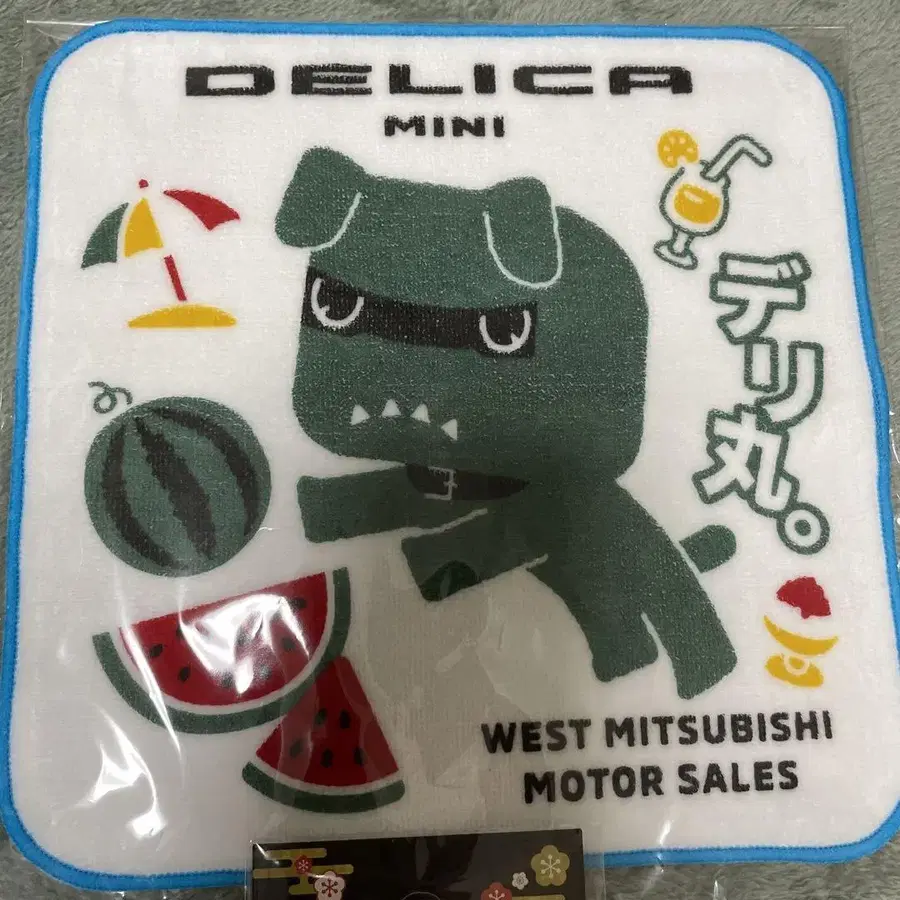 DELICA
MINI
デリ丸。
WEST MITSUBISHI
MOTOR SALES